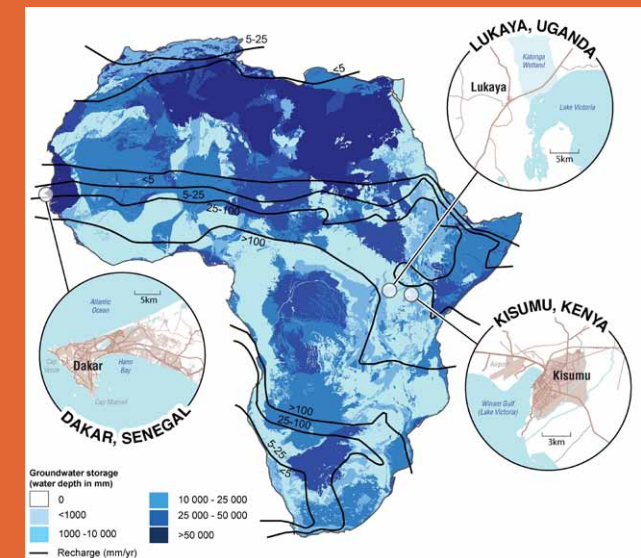 5-25
<5
<5
5-25
25-100
>100
>100
25-100
5-25
<5
LUKAYA, UGANDA
Katonga
Wetland
Lukaya
Lake Victoria
5km
Atlantic
Ocean
5km
Cap
Verde
Dakar
Hann
Bay
Cap Manuel
DAKAR, SENEGAL
KISUMU, KENYA
Airport
Kisumu
Winam Gulf
(Lake Victoria)
3km
Groundwater storage
(water depth in mm)
0
<1000
1000 -10 000
10 000 - 25 000
25 000 - 50 000
>50 000
Recharge (mm/yr)